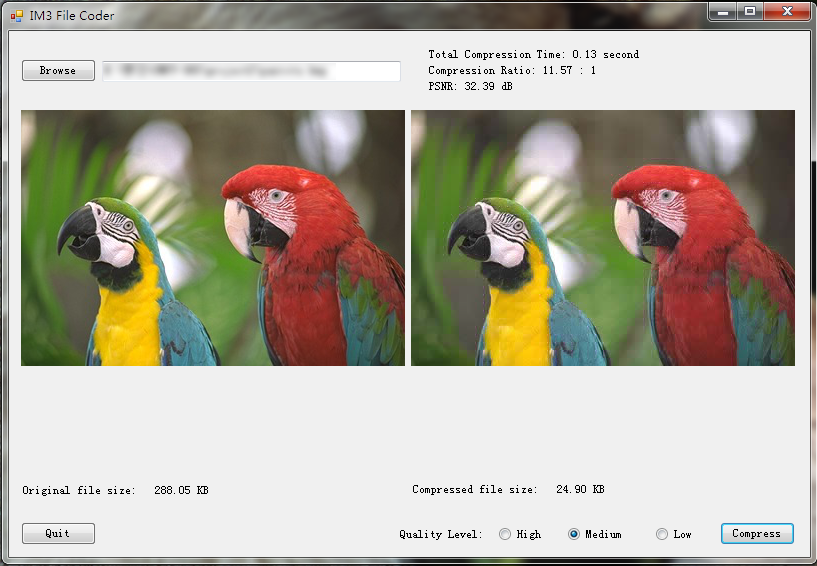 IM3 File Coder
Browse
Total Compression Time: 0.13 second
Compression Ratio: 11.57 : 1
PSNR: 32.39 dB
Original file size: 288.05 KB
Compressed file size: 24.90 KB
Quit
Quality Level: High Medium Low
Compress